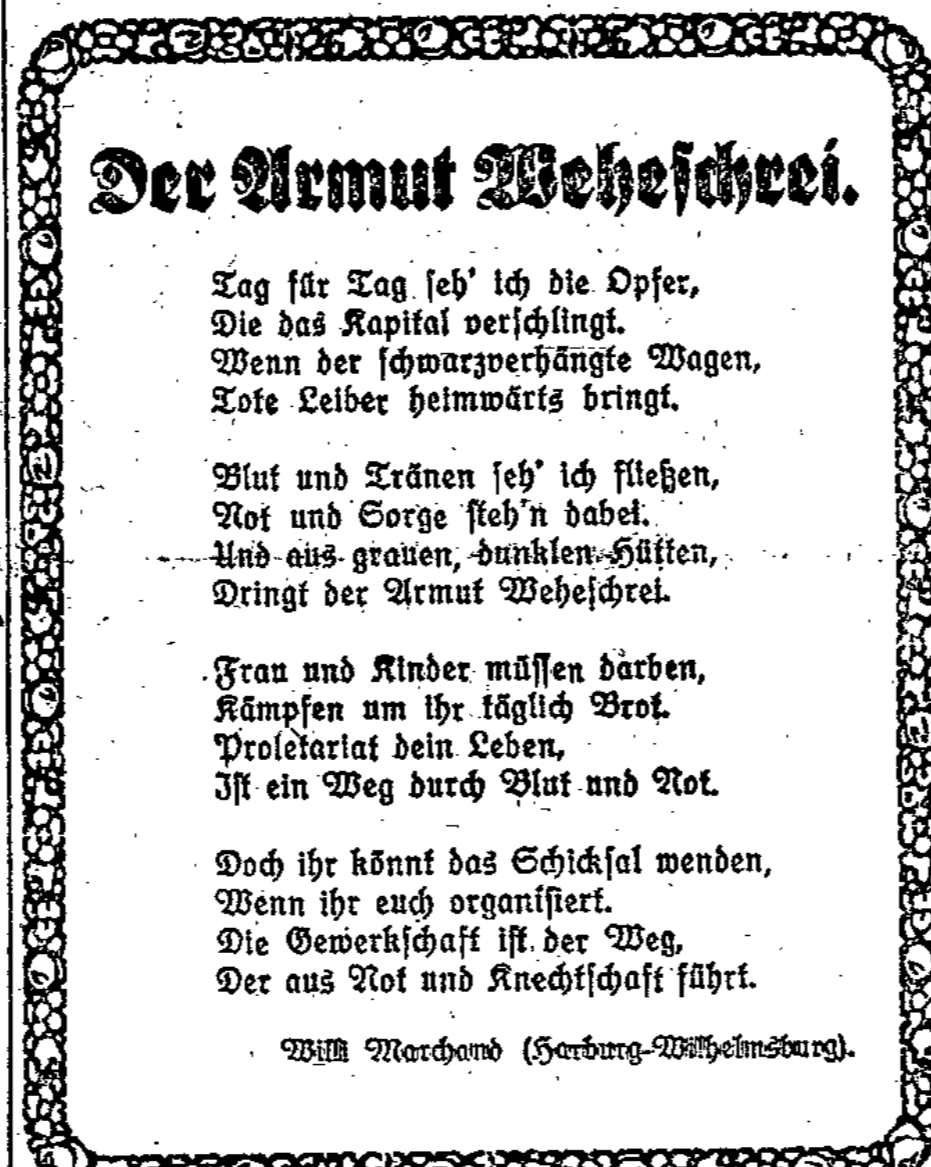 Der Armut Weheschrei.
Tag für Tag seh' ich die Opfer,
Die das Kapital verschlingt.
Wenn der schwarzverhängte Wagen,
Tote Leiber heimwärts bringt.
Blut und Tränen seh' ich fließen,
Not und Sorge steh'n dabei.
Und aus grauen, dunklen Hütten,
Dringt der Armut Weheschrei.
Frau und Kinder müssen darben,
Kämpfen um ihr täglich Brot.
Proletariat dein Leben,
Ist ein Weg durch Blut und Not.
Doch ihr könnt das Schicksal wenden,
Wenn ihr euch organisiert.
Die Gewerkschaft ist der Weg,
Der aus Not und Knechtschaft führt.
Willi Marchand (Harburg-Wilhelmsburg).